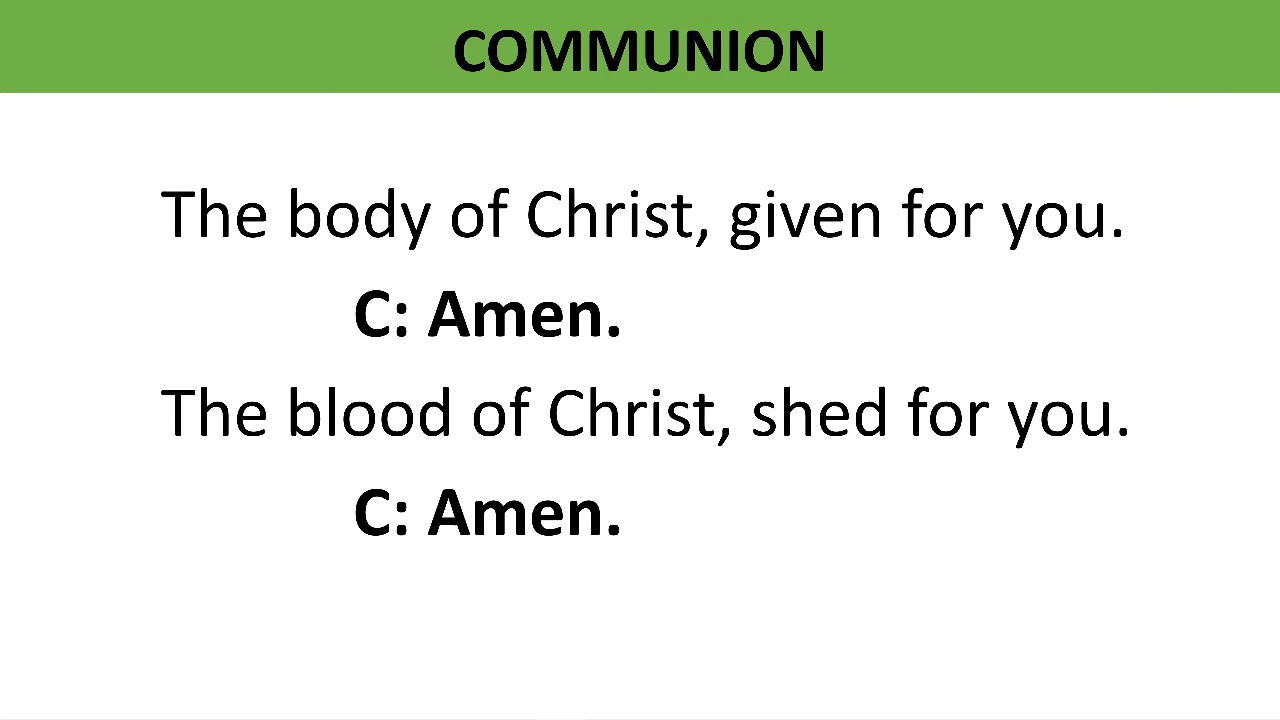 COMMUNION
The body of Christ, given for you.
C: Amen.
The blood of Christ, shed for you.
C: Amen.